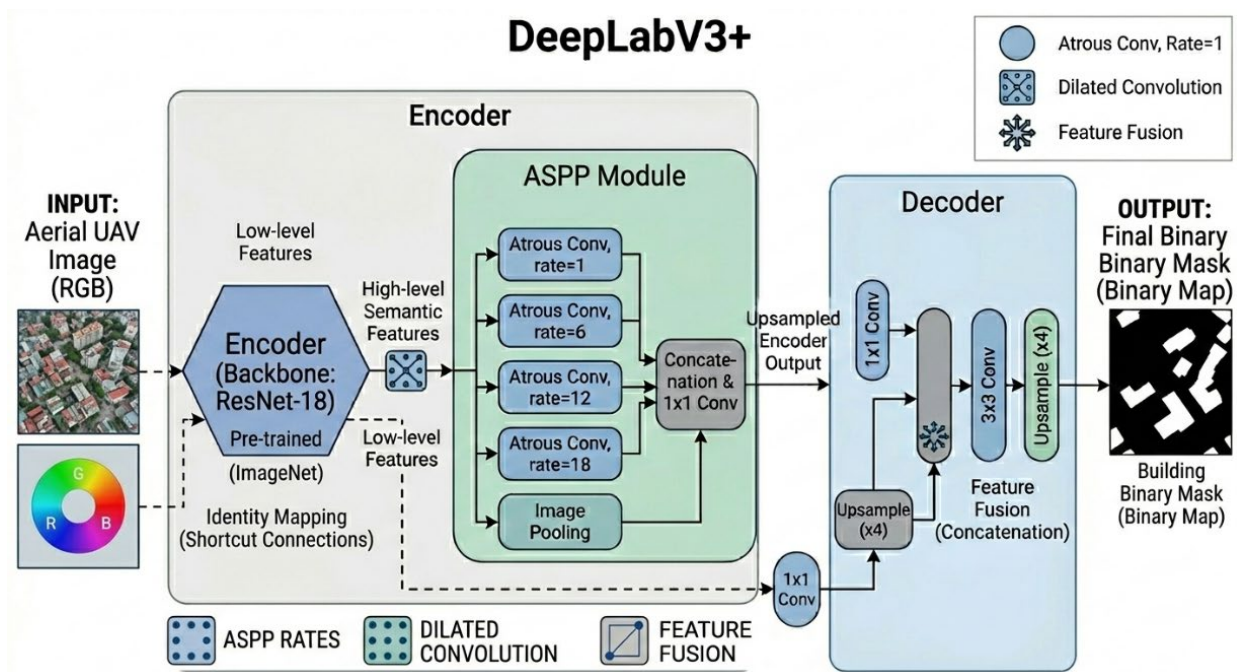 DeepLabV3+
Atrous Conv, Rate=1
Dilated Convolution
Feature Fusion
Encoder
ASPP Module
Decoder
INPUT:
Aerial UAV
Image
(RGB)
G
R
B
Low-level
Features
Encoder
(Backbone:
ResNet-18)
Pre-trained
(ImageNet)
Identity Mapping
(Shortcut Connections)
High-level
Semantic
Features
Low-level
Features
Atrous Conv,
rate=1
Atrous Conv,
rate=6
Atrous Conv,
rate=12
Atrous Conv,
rate=18
Image
Pooling
Concate-
nation &
1x1 Conv
Upsampled
Encoder
Output
1x1 Conv
Upsample
(x4)
1x1
Conv
3x3 Conv
Upsample (x4)
Feature
Fusion
(Concatenation)
OUTPUT:
Final Binary
Binary Mask
(Binary Map)
Building
Binary Mask
(Binary Map)
ASPP RATES
DILATED
CONVOLUTION
FEATURE
FUSION